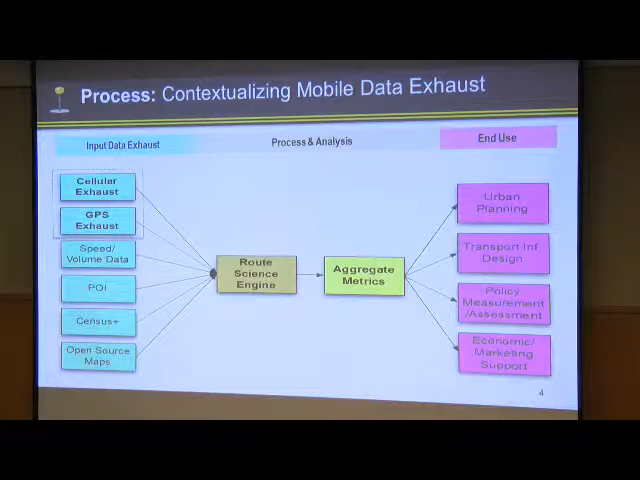 Process: Contextualizing Mobile Data Exhaust
Input Data Exhaust
Process & Analysis
End Use
Cellular
Exhaust
GPS
Exhaust
Speed/
Volume Data
POI
Census+
Open Source
Maps
Route
Science
Engine
Aggregate
Metrics
Urban
Planning
Transport Inf
Design
Policy
Measurement
/Assessment
Economic/
Marketing
Support
4